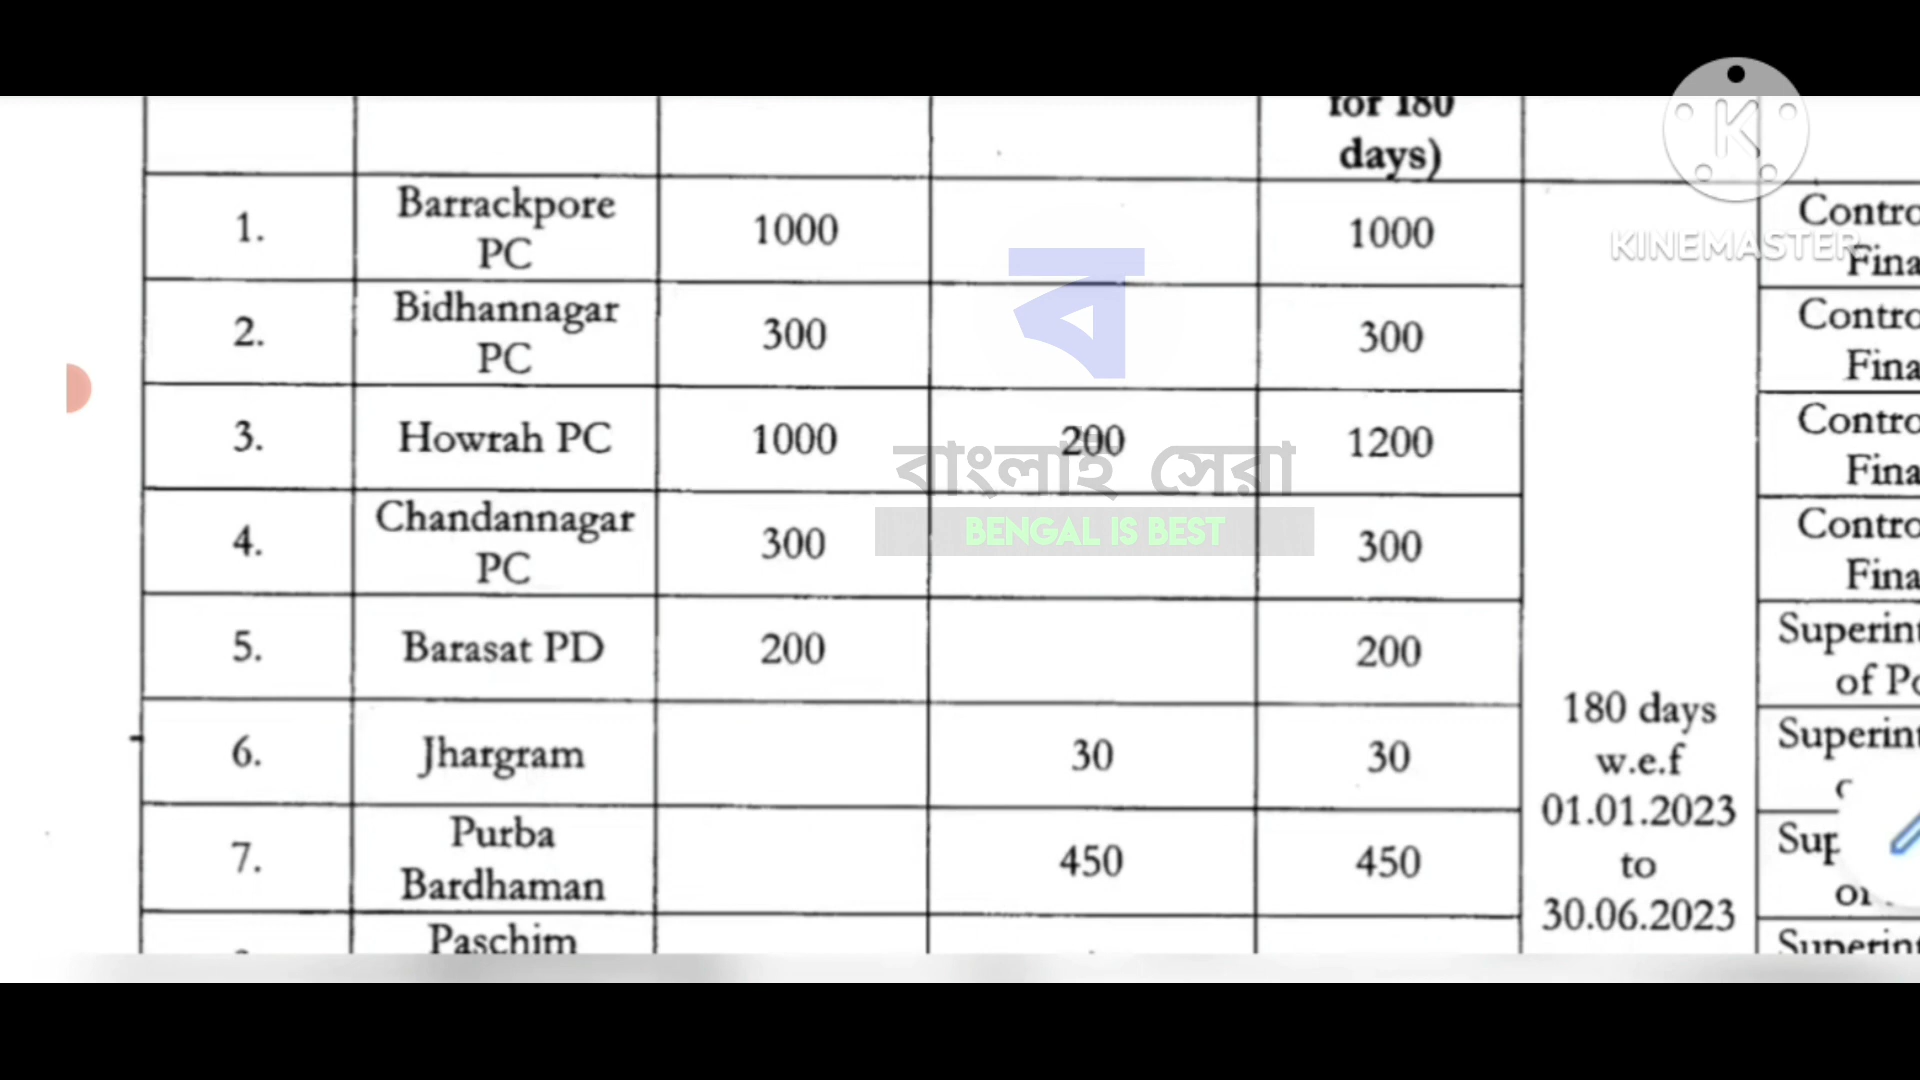 for 180
days)
1. Barrackpore PC 1000 1000 Contro Fina
K
KINEMASTER
2. Bidhannagar PC 300 300 Contro Fina
ব
3. Howrah PC 1000 200 1200 Contro Fina
বাংলাই সেরা
BENGAL IS BEST
4. Chandannagar PC 300 300 Contro Fina
5. Barasat PD 200 200 Superint of Po
6. Jhargram 30 30 Superint
7. Purba Bardhaman 450 450 Sup
180 days
w.e.f
01.01.2023
to
30.06.2023
Paschim Superint